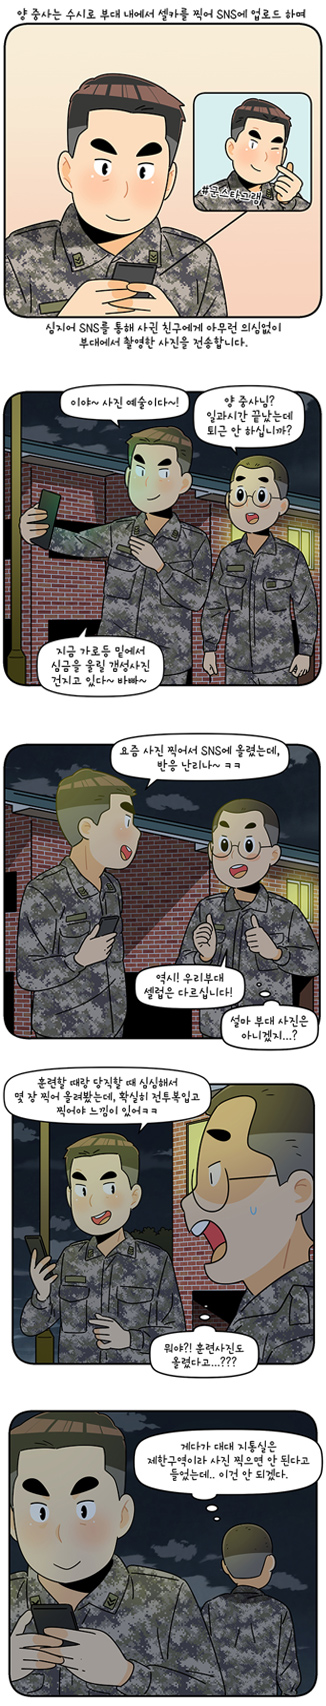 양 중사는 수시로 부대 내에서 셀카를 찍어 SNS에 업로드 하며
#군스타그램
심지어 SNS를 통해 사귄 친구에게 아무런 의심없이
부대에서 촬영한 사진을 전송합니다.
이야~ 사진 예술이다~!
양 중사님?
일과시간 끝났는데
퇴근 안 하십니까?
지금 가로등 밑에서
심금을 울릴 갬성사진
건지고 있다~ 바빠~
요즘 사진 찍어서 SNS에 올렸는데,
반응 난리나~ ㅋㅋ
역시! 우리부대
셀럽은 다르십니다!
설마 부대 사진은
아니겠지...?
훈련할 때랑 당직할 때 심심해서
몇 장 찍어 올려봤는데, 확실히 전투복입고
찍어야 느낌이 있어ㅋㅋ
뭐야?! 훈련사진도
올렸다고...???
게다가 대대 지통실은
제한구역이라 사진 찍으면 안 된다고
들었는데.. 이건 안 되겠다.